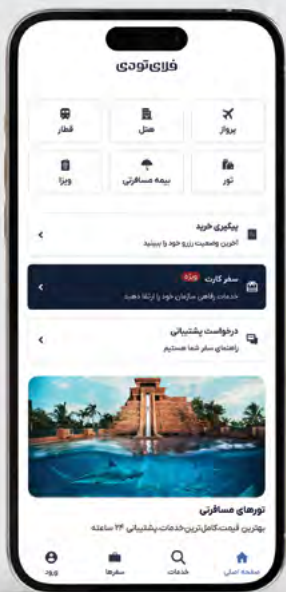 فلای‌تودی
پرواز
هتل
قطار
تور
بیمه مسافرتی
ویزا
پیگیری خرید
آخرین وضعیت رزرو خود را ببینید
سفر کارت ویژه
خدمات رفاهی سازمان خود را ارتقا دهید
درخواست پشتیبانی
راهنمای سفر شما هستیم
تورهای مسافرتی
بهترین قیمت،کامل‌ترین‌خدمات،پشتیبانی ۲۴ ساعته
صفحه اصلی
خدمات
سفرها
ورود